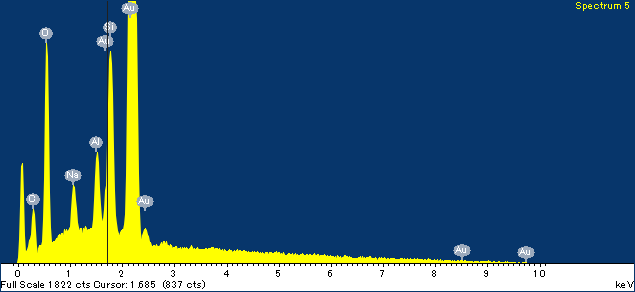 Spectrum 5
Au
Si
O
Au
Al
Na
O
Au
Au
Au
0 1 2 3 4 5 6 7 8 9 10
Full Scale 1822 cts Cursor: 1.685 (837 cts) keV